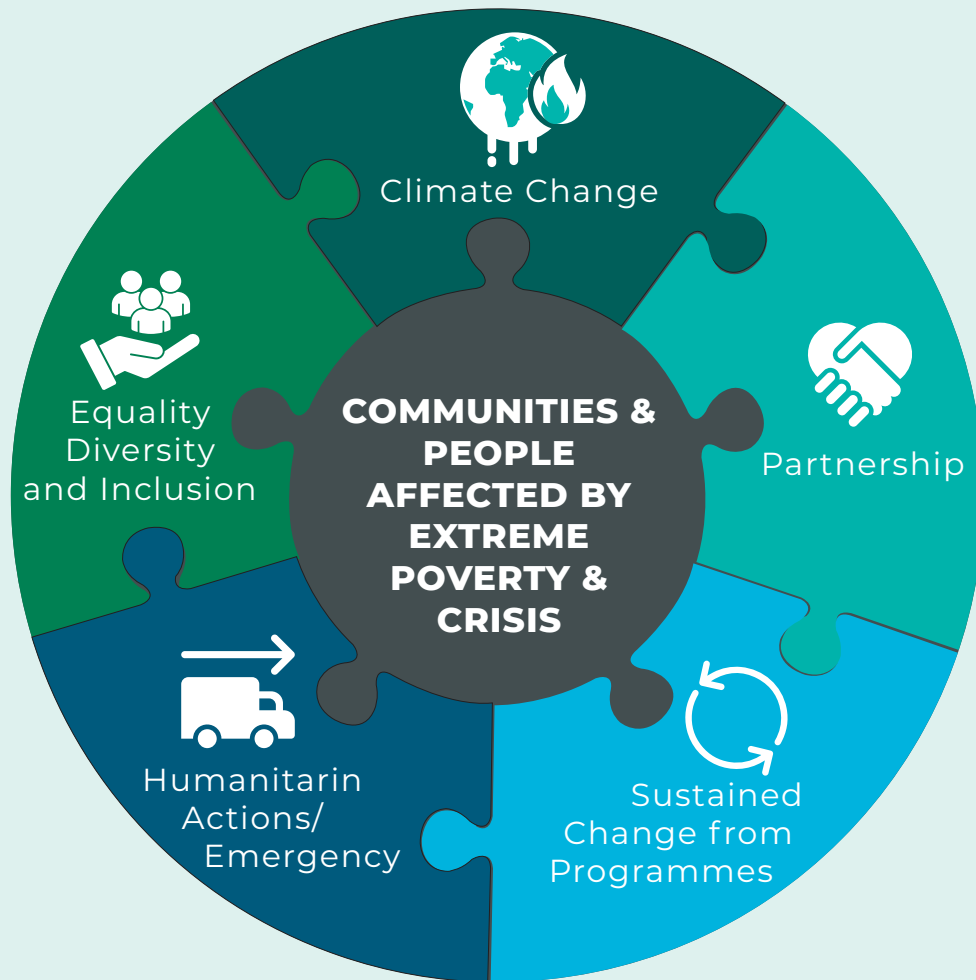 Climate Change
Equality
Diversity
and Inclusion
COMMUNITIES &
PEOPLE
AFFECTED BY
EXTREME
POVERTY &
CRISIS
Partnership
Humanitarin
Actions/
Emergency
Sustained
Change from
Programmes